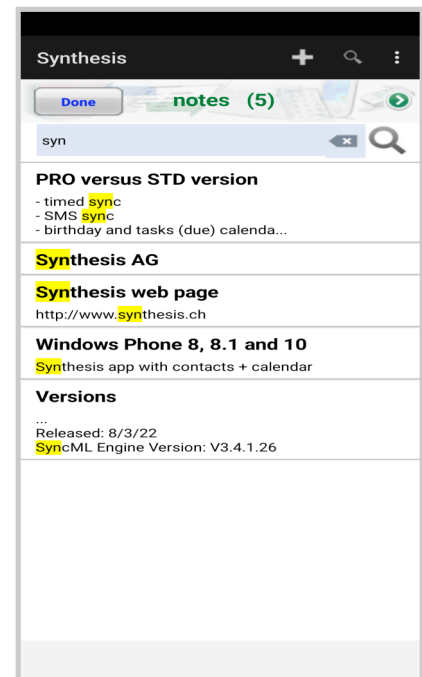 Synthesis
Done
notes (5)
syn
PRO versus STD version
- timed sync
- SMS sync
- birthday and tasks (due) calenda...
Synthesis AG
Synthesis web page
http://www.synthesis.ch
Windows Phone 8, 8.1 and 10
Synthesis app with contacts + calendar
Versions
...
Released: 8/3/22
SyncML Engine Version: V3.4.1.26